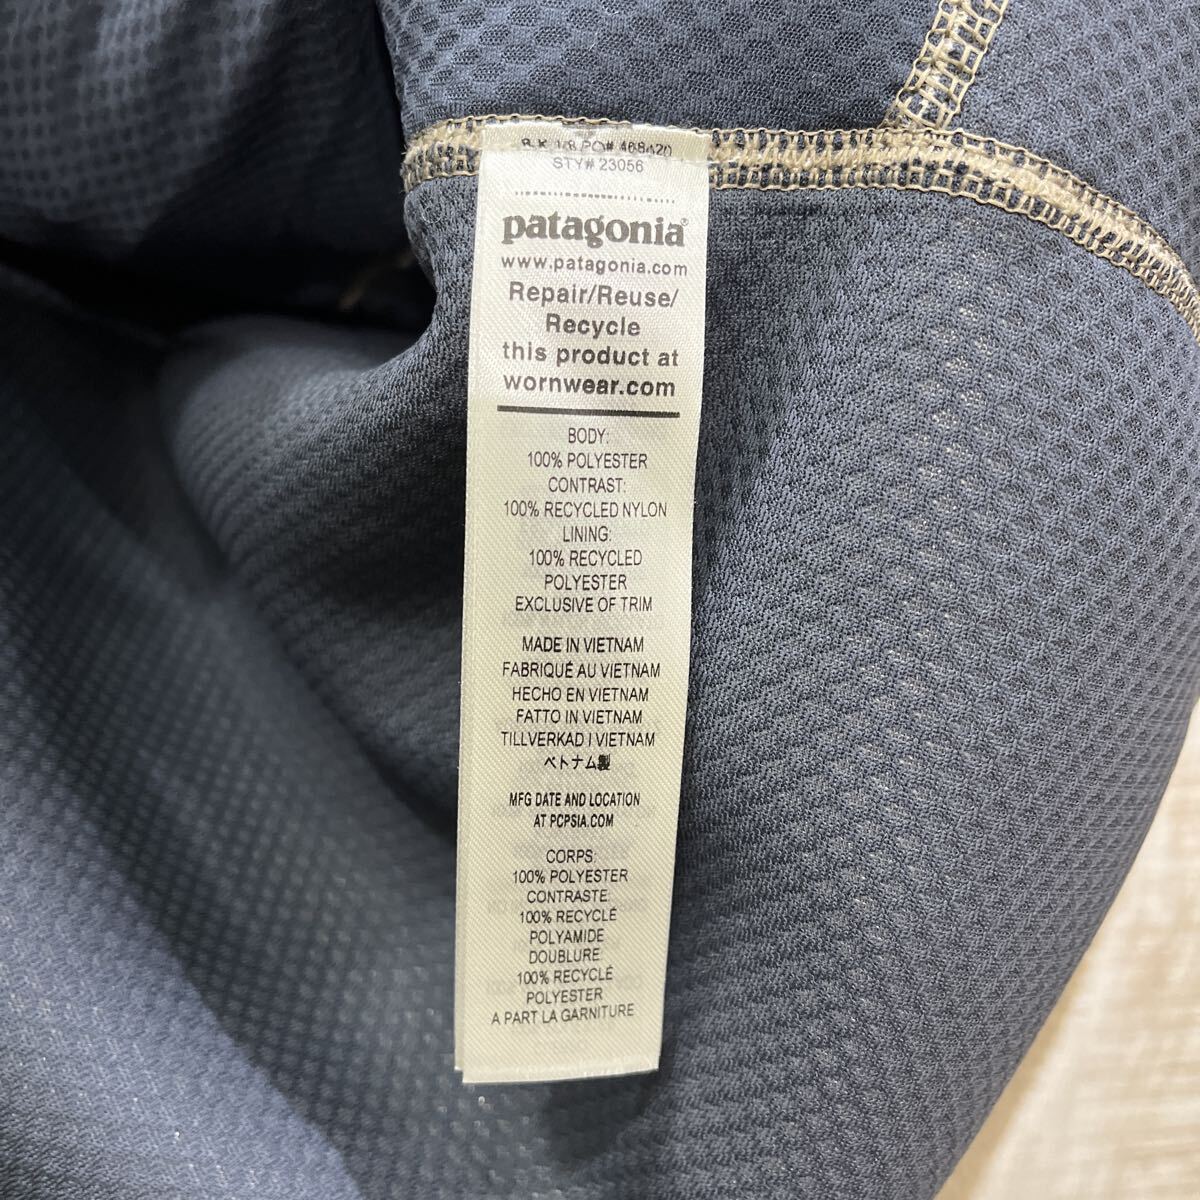 PO# 468420
STY# 23056
patagonia®
www.patagonia.com
Repair/Reuse/
Recycle
this product at
wornwear.com
BODY:
100% POLYESTER
CONTRAST:
100% RECYCLED NYLON
LINING:
100% RECYCLED
POLYESTER
EXCLUSIVE OF TRIM
MADE IN VIETNAM
FABRIQUÉ AU VIETNAM
HECHO EN VIETNAM
FATTO IN VIETNAM
TILLVERKAD I VIETNAM
ベトナム製
MFG DATE AND LOCATION
AT PCPSIA.COM
CORPS:
100% POLYESTER
CONTRASTE:
100% RECYCLÉ
POLYAMIDE
DOUBLURE:
100% RECYCLÉ
POLYESTER
A PART LA GARNITURE